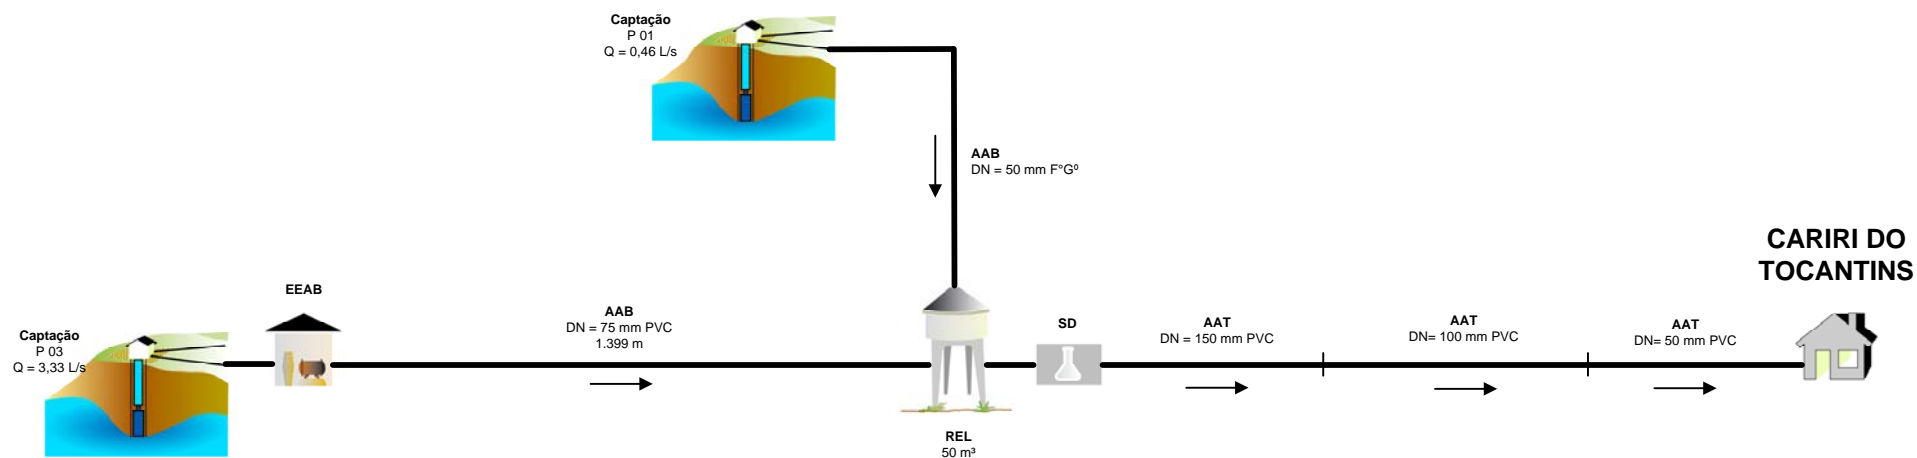 Captação
P 01
Q = 0,46 L/s
AAB
DN = 50 mm F°Gº
CARIRI DO
TOCANTINS
EEAB
Captação
P 03
Q = 3,33 L/s
AAB
DN = 75 mm PVC
1.399 m
SD
AAT
DN = 150 mm PVC
AAT
DN= 100 mm PVC
AAT
DN= 50 mm PVC
REL
50 m³